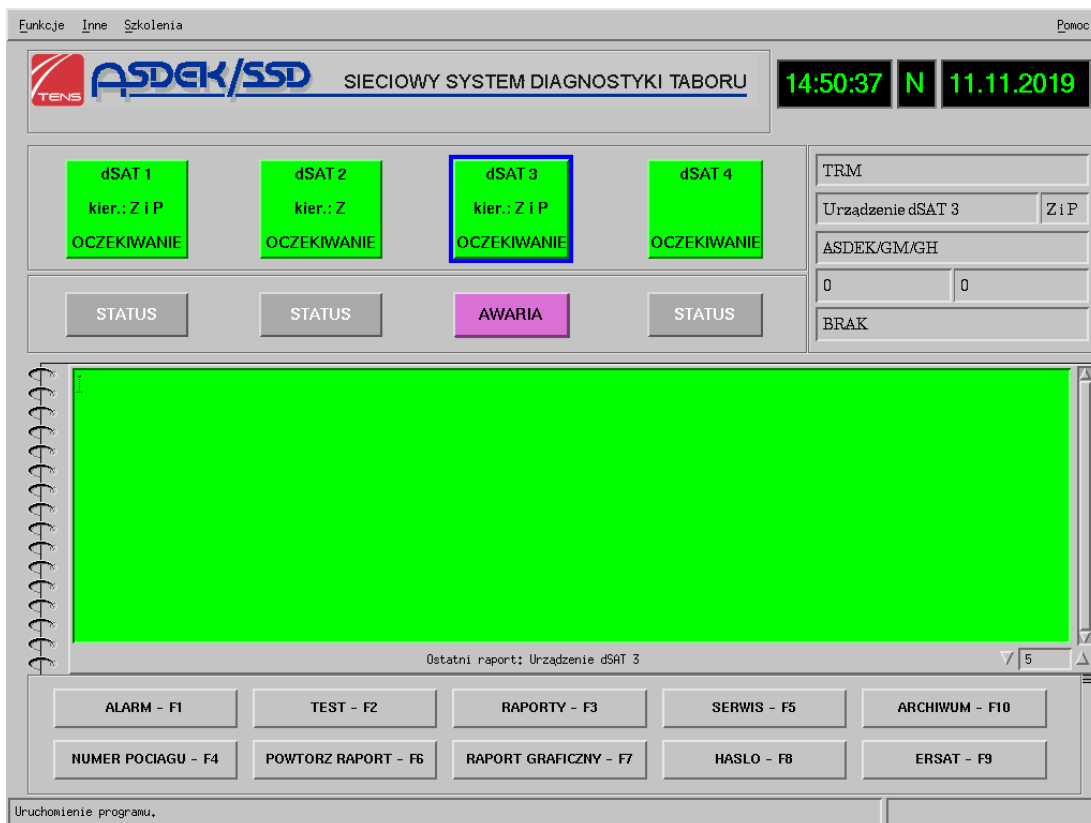 Funkcje Inne Szkolenia Pomoc
TENS ASDEK/SSD SIECIOWY SYSTEM DIAGNOSTYKI TABORU 14:50:37 N 11.11.2019
dSAT 1 dSAT 2 dSAT 3 dSAT 4
kier.: Z i P kier.: Z kier.: Z i P
OCZEKIWANIE OCZEKIWANIE OCZEKIWANIE OCZEKIWANIE
STATUS STATUS AWARIA STATUS
TRM
Urządzenie dSAT 3 Z i P
ASDEK/GM/GH
0 0
BRAK
Ostatni raport: Urządzenie dSAT 3 5
ALARM - F1 TEST - F2 RAPORTY - F3 SERWIS - F5 ARCHIWUM - F10
NUMER POCIAGU - F4 POWTORZ RAPORT - F6 RAPORT GRAFICZNY - F7 HASLO - F8 ERSAT - F9
Uruchomienie programu.